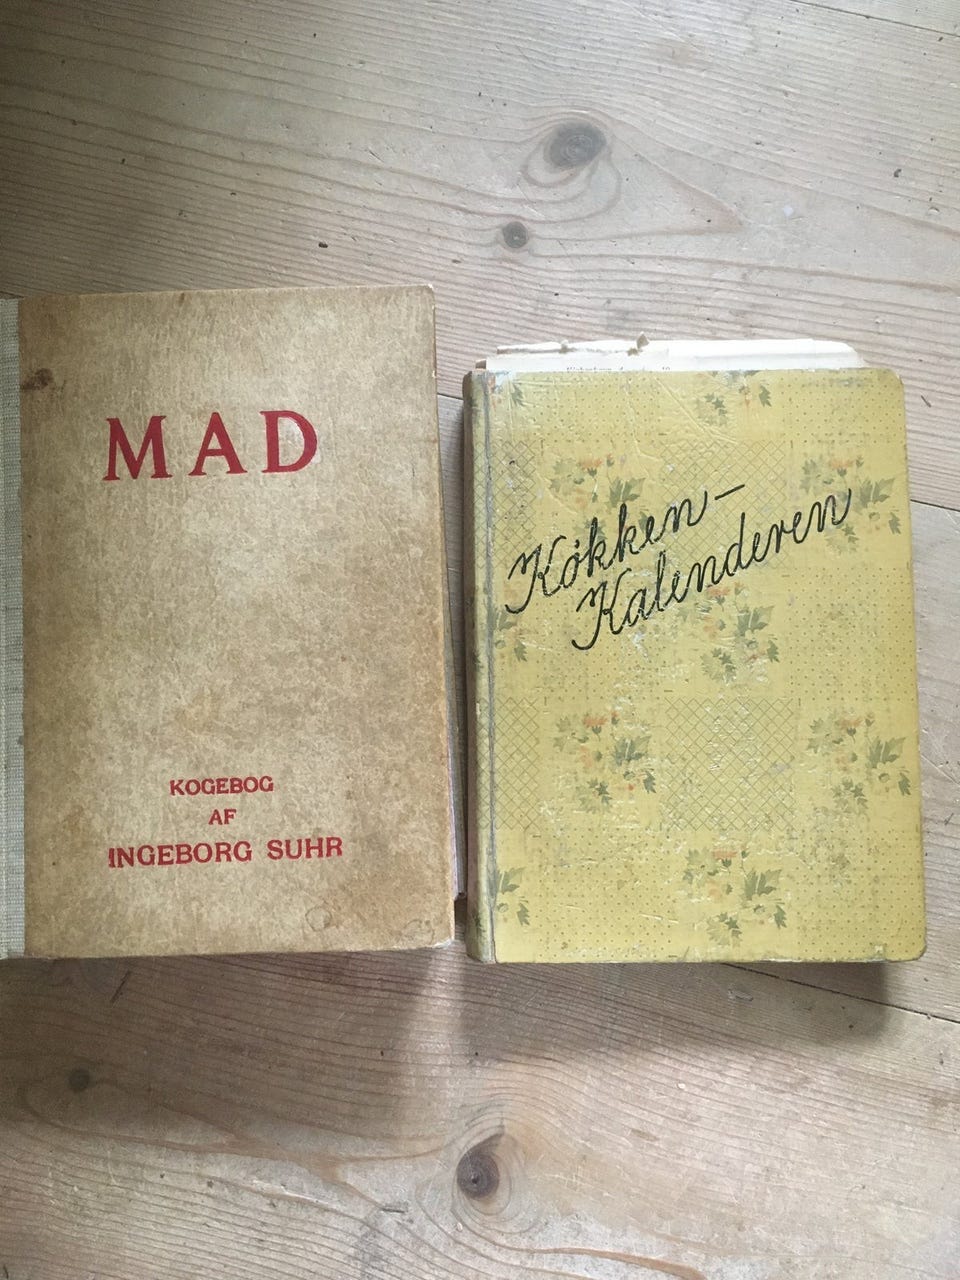 MAD
KOGEBOG
AF
INGEBORG SUHR
Køkken-
Kalenderen